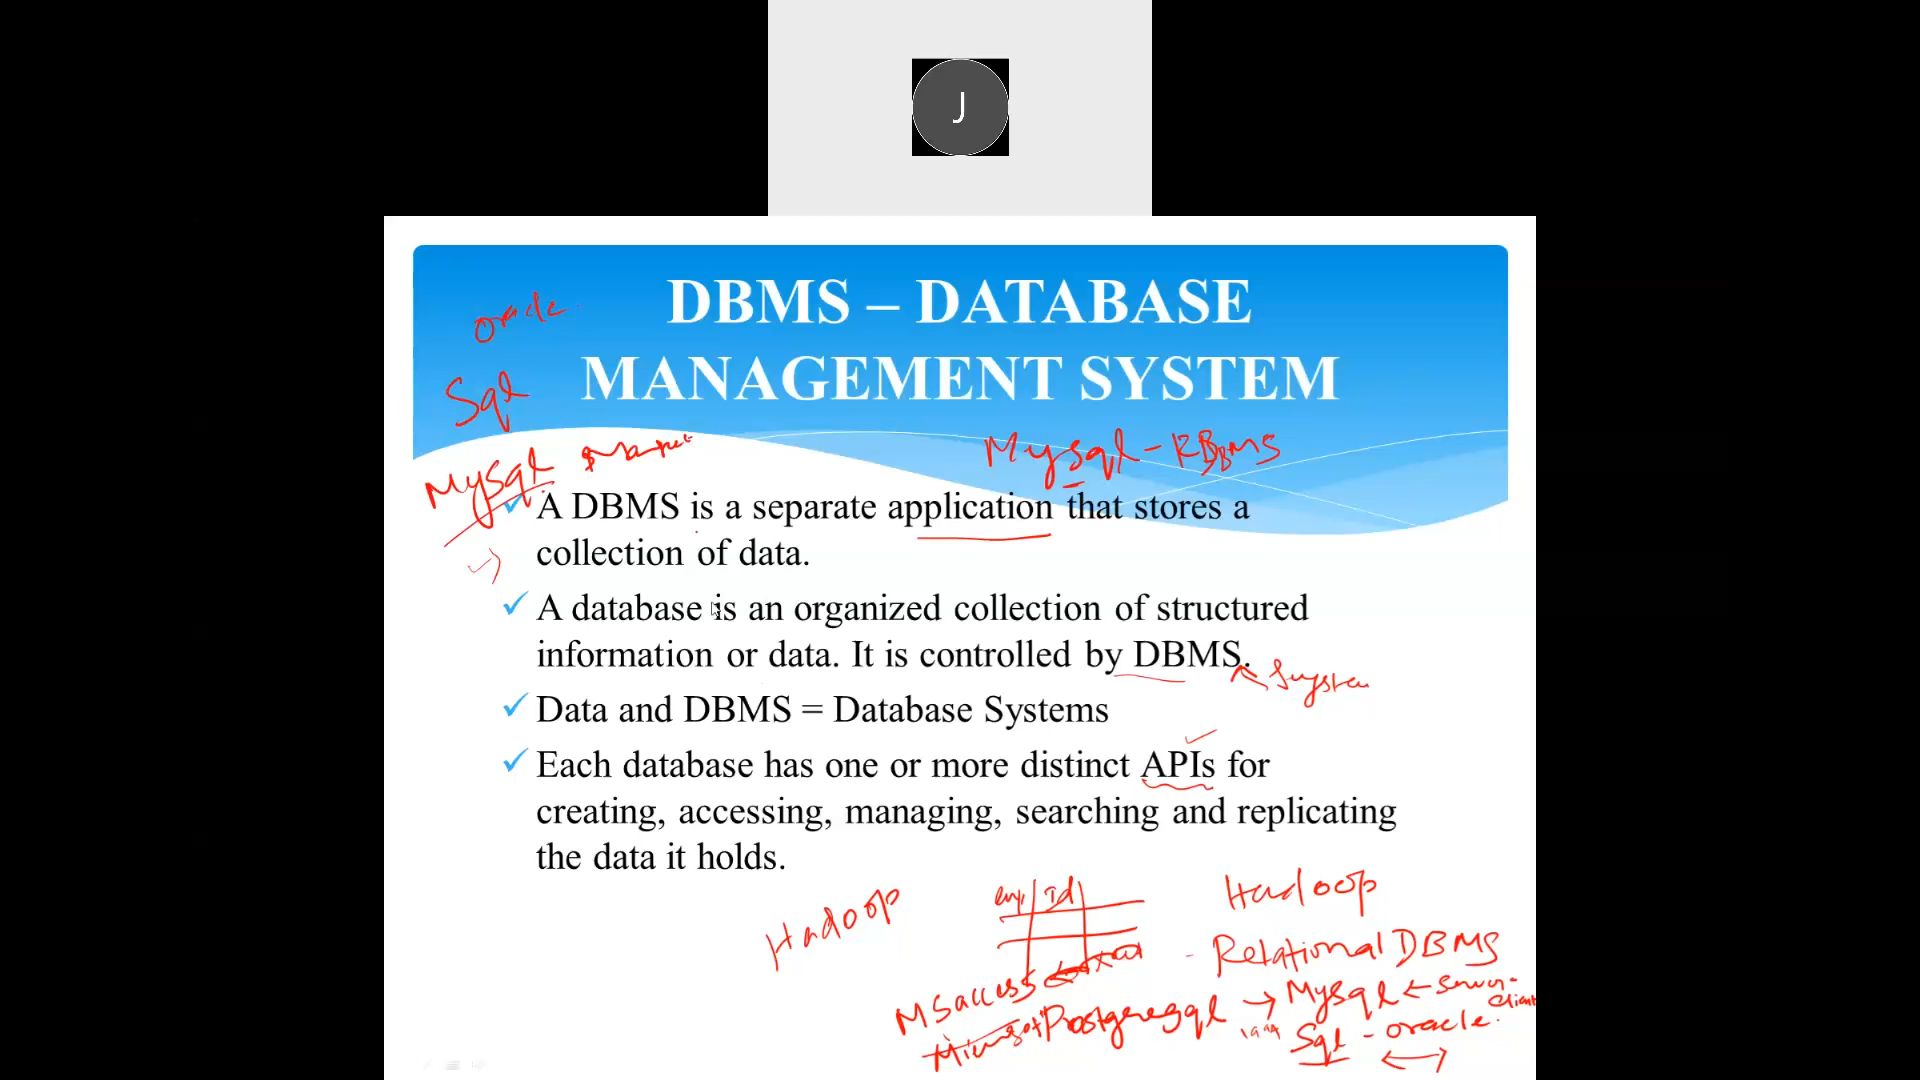 J
DBMS – DATABASE
MANAGEMENT SYSTEM
oracle
Sql
Mysql
Mysql - RDBMS
A DBMS is a separate application that stores a
collection of data.
A database is an organized collection of structured
information or data. It is controlled by DBMS.
System
Data and DBMS = Database Systems
Each database has one or more distinct APIs for
creating, accessing, managing, searching and replicating
the data it holds.
Hadoop
emp Id
Hadoop
- Relational DBMS
MSaccess
Postgresql → Mysql ← server-
client
Sql - oracle.